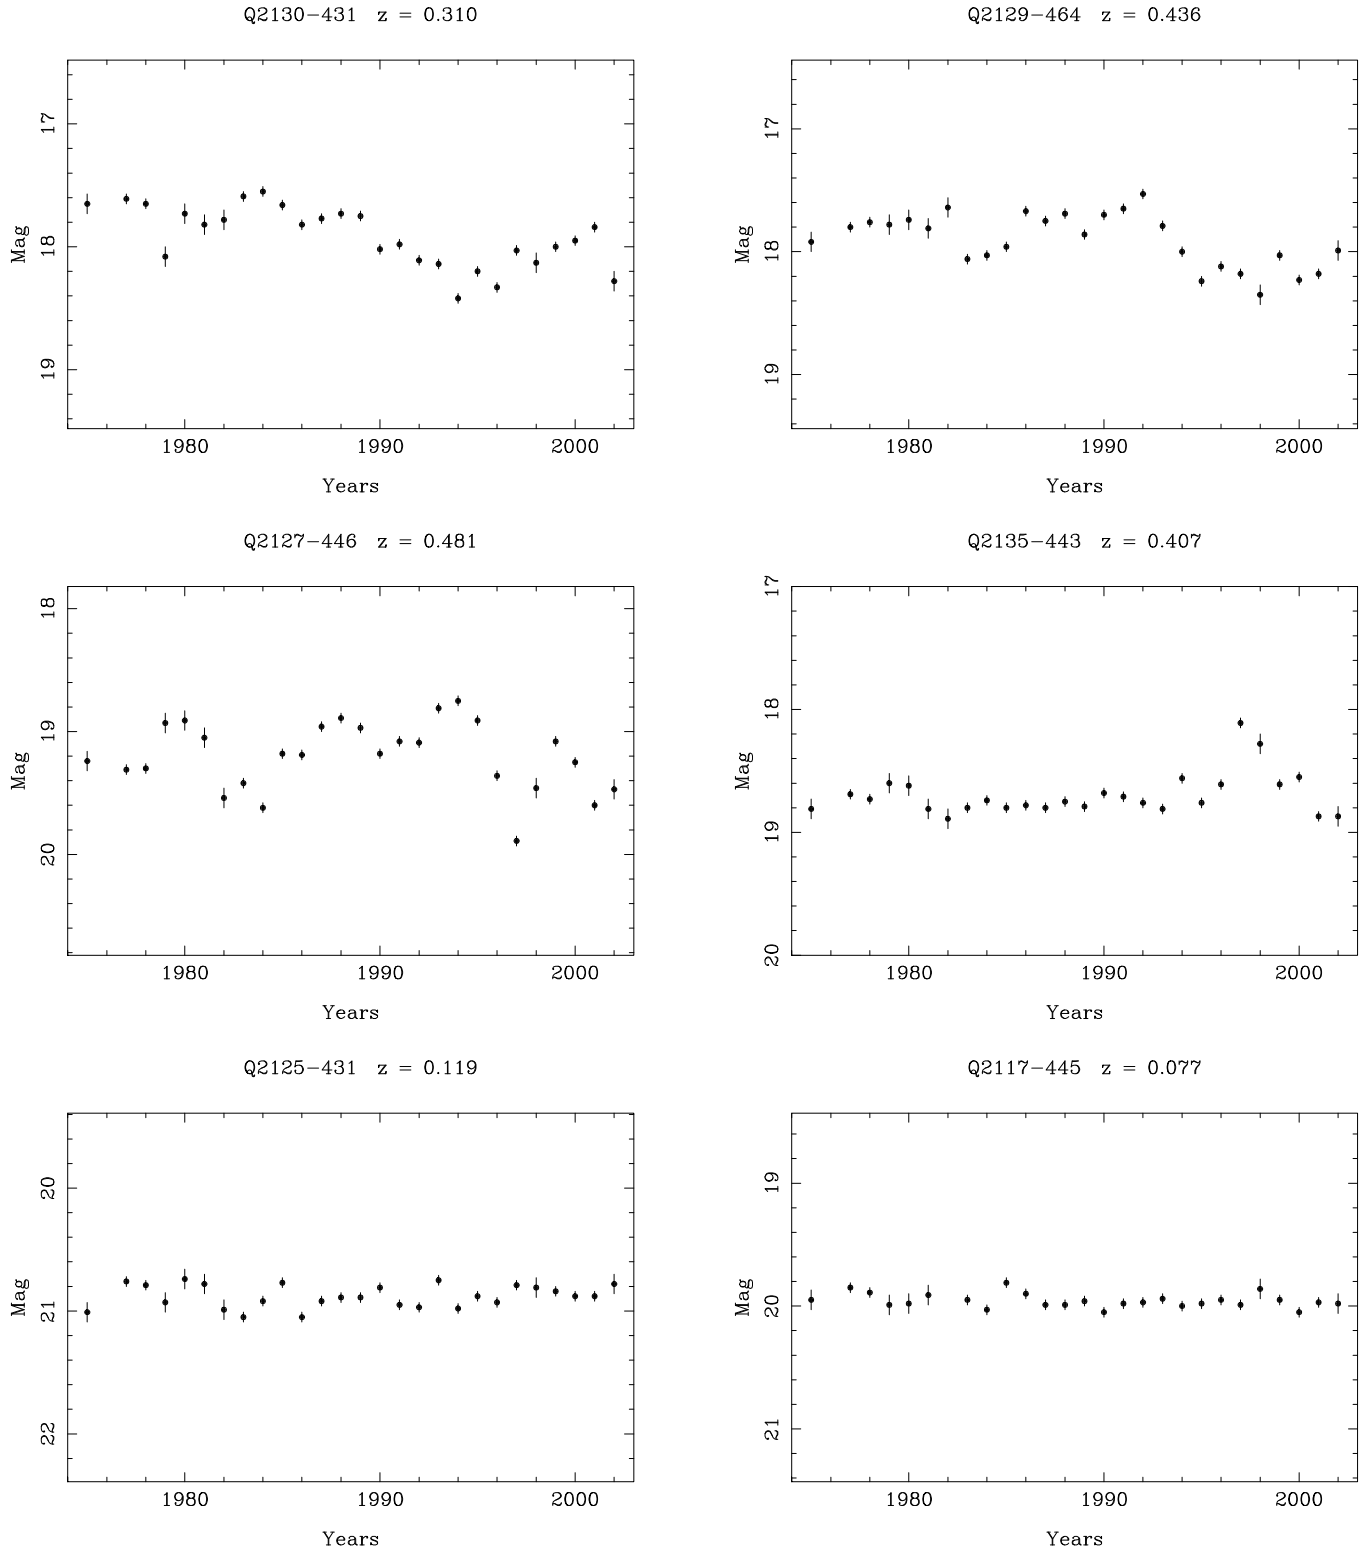 Q2130−431 z = 0.310
17
18
19
Mag
1980 1990 2000
Years
Q2129−464 z = 0.436
17
18
19
Mag
1980 1990 2000
Years
Q2127−446 z = 0.481
18
19
20
Mag
1980 1990 2000
Years
Q2135−443 z = 0.407
17
18
19
20
Mag
1980 1990 2000
Years
Q2125−431 z = 0.119
20
21
22
Mag
1980 1990 2000
Years
Q2117−445 z = 0.077
19
20
21
Mag
1980 1990 2000
Years